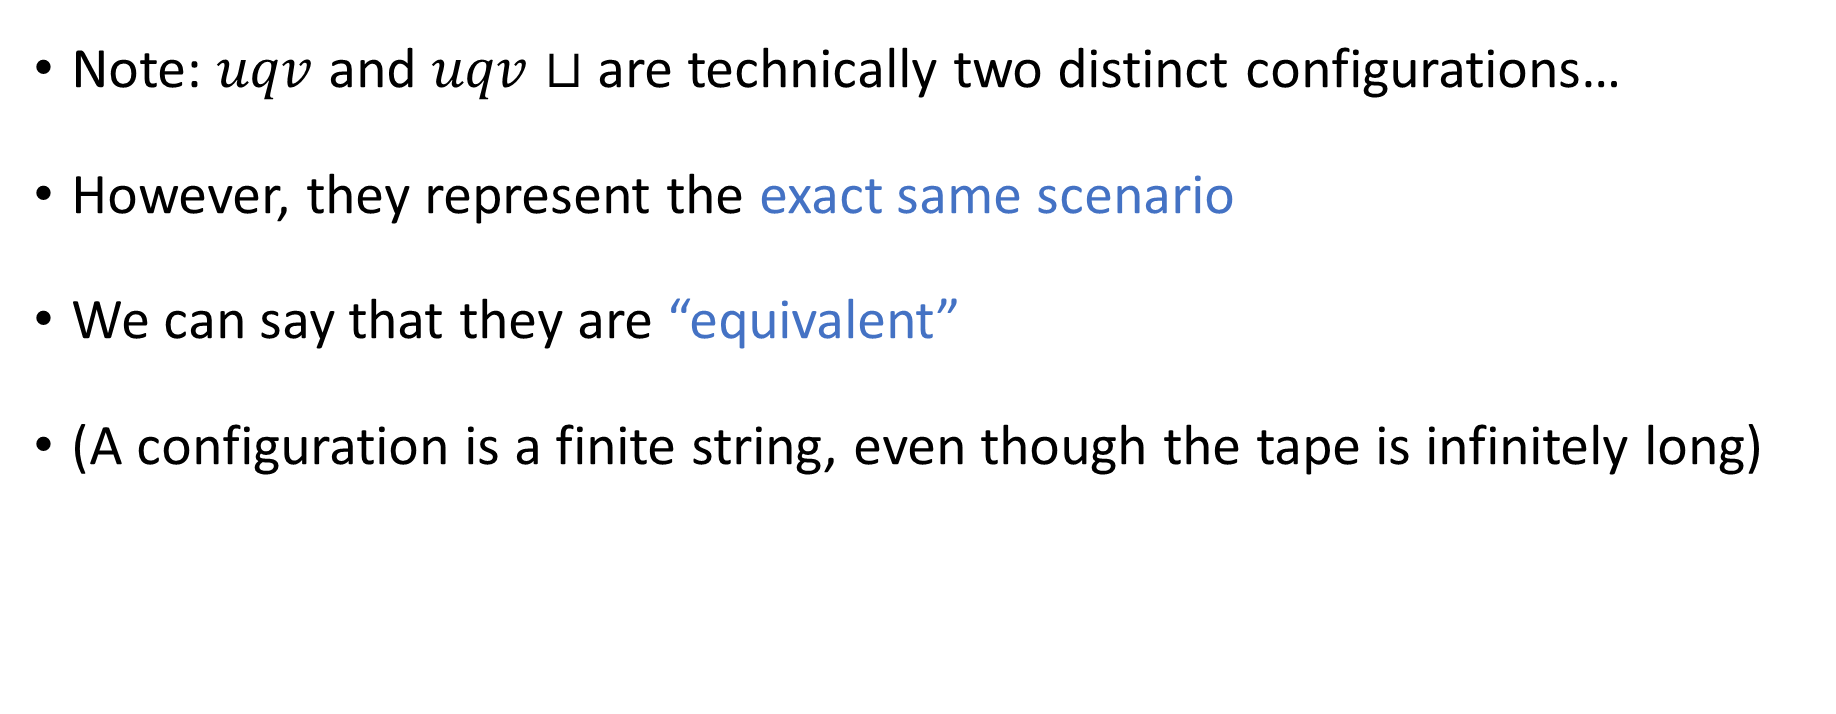 • Note: 𝑢𝑞𝑣 and 𝑢𝑞𝑣 ⊔ are technically two distinct configurations…
• However, they represent the exact same scenario
• We can say that they are “equivalent”
• (A configuration is a finite string, even though the tape is infinitely long)